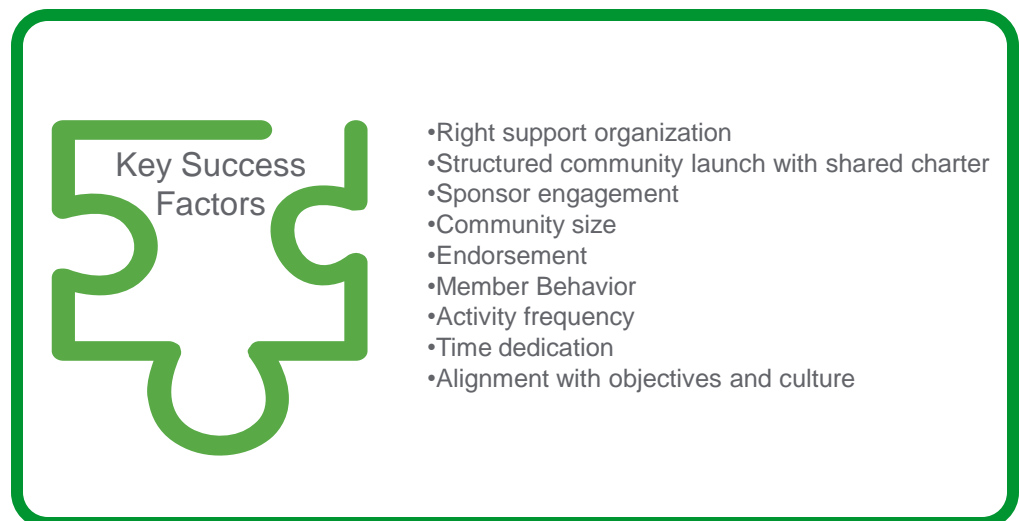 Key Success
Factors
•Right support organization
•Structured community launch with shared charter
•Sponsor engagement
•Community size
•Endorsement
•Member Behavior
•Activity frequency
•Time dedication
•Alignment with objectives and culture